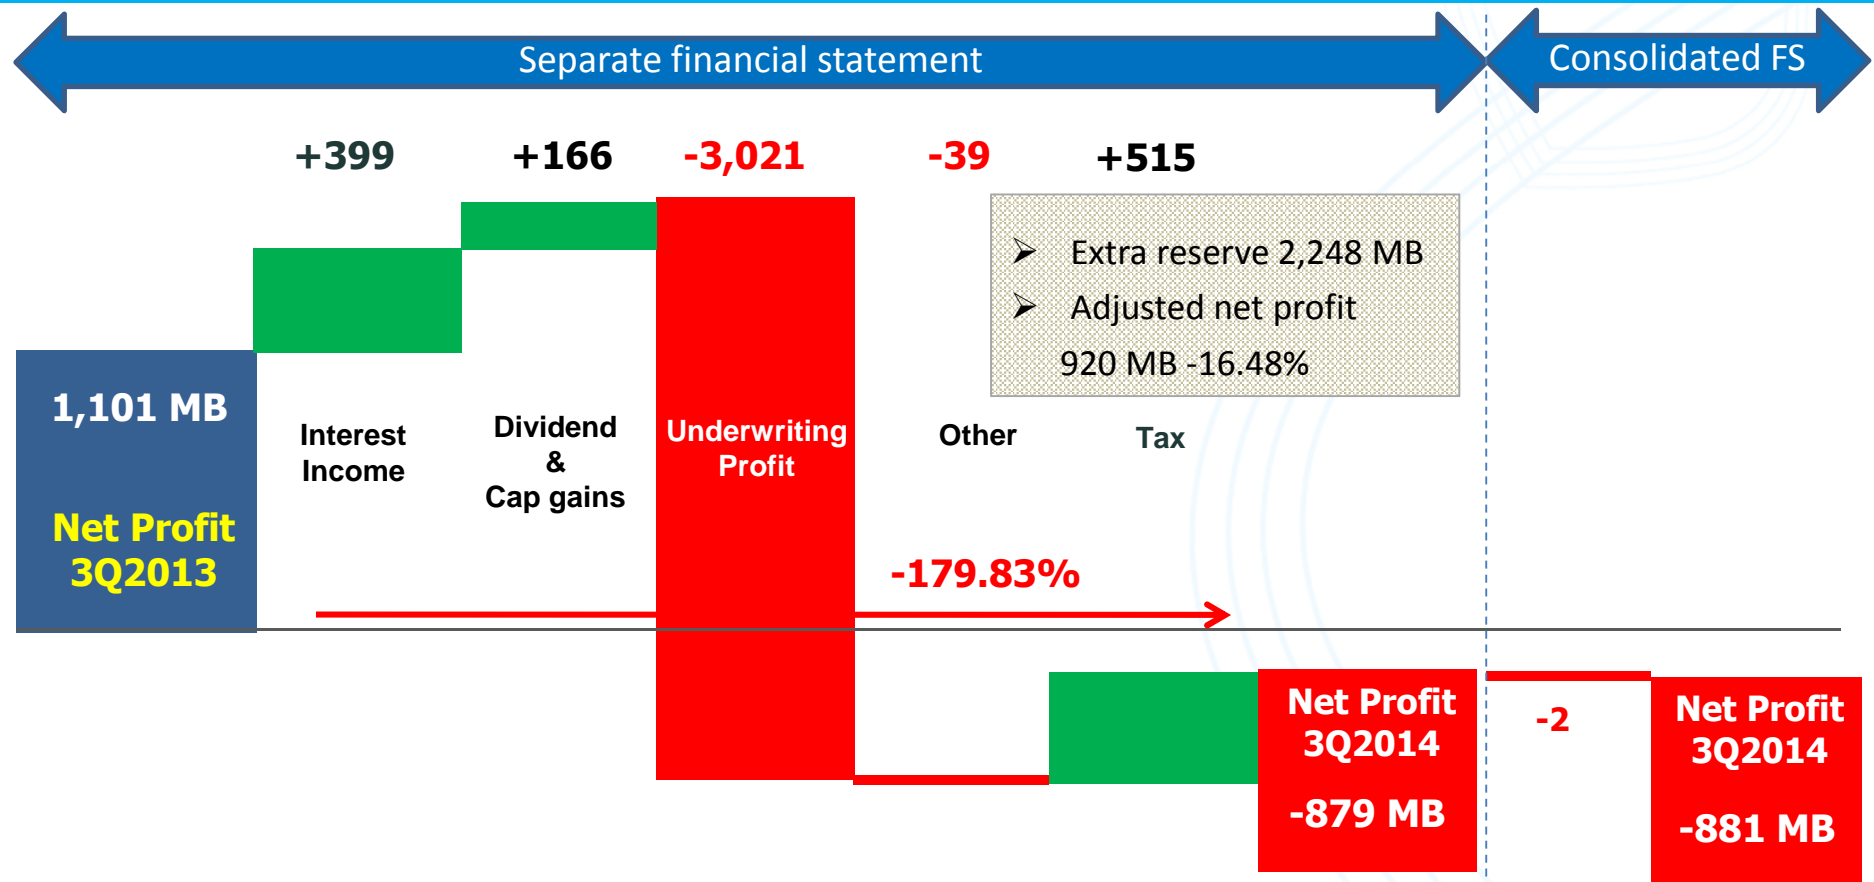 Separate financial statement
Consolidated FS
+399
+166
-3,021
-39
+515
➢ Extra reserve 2,248 MB
➢ Adjusted net profit
920 MB -16.48%
1,101 MB
Net Profit
3Q2013
Interest
Income
Dividend
&
Cap gains
Underwriting
Profit
Other
Tax
-179.83%
Net Profit
3Q2014
-879 MB
-2
Net Profit
3Q2014
-881 MB